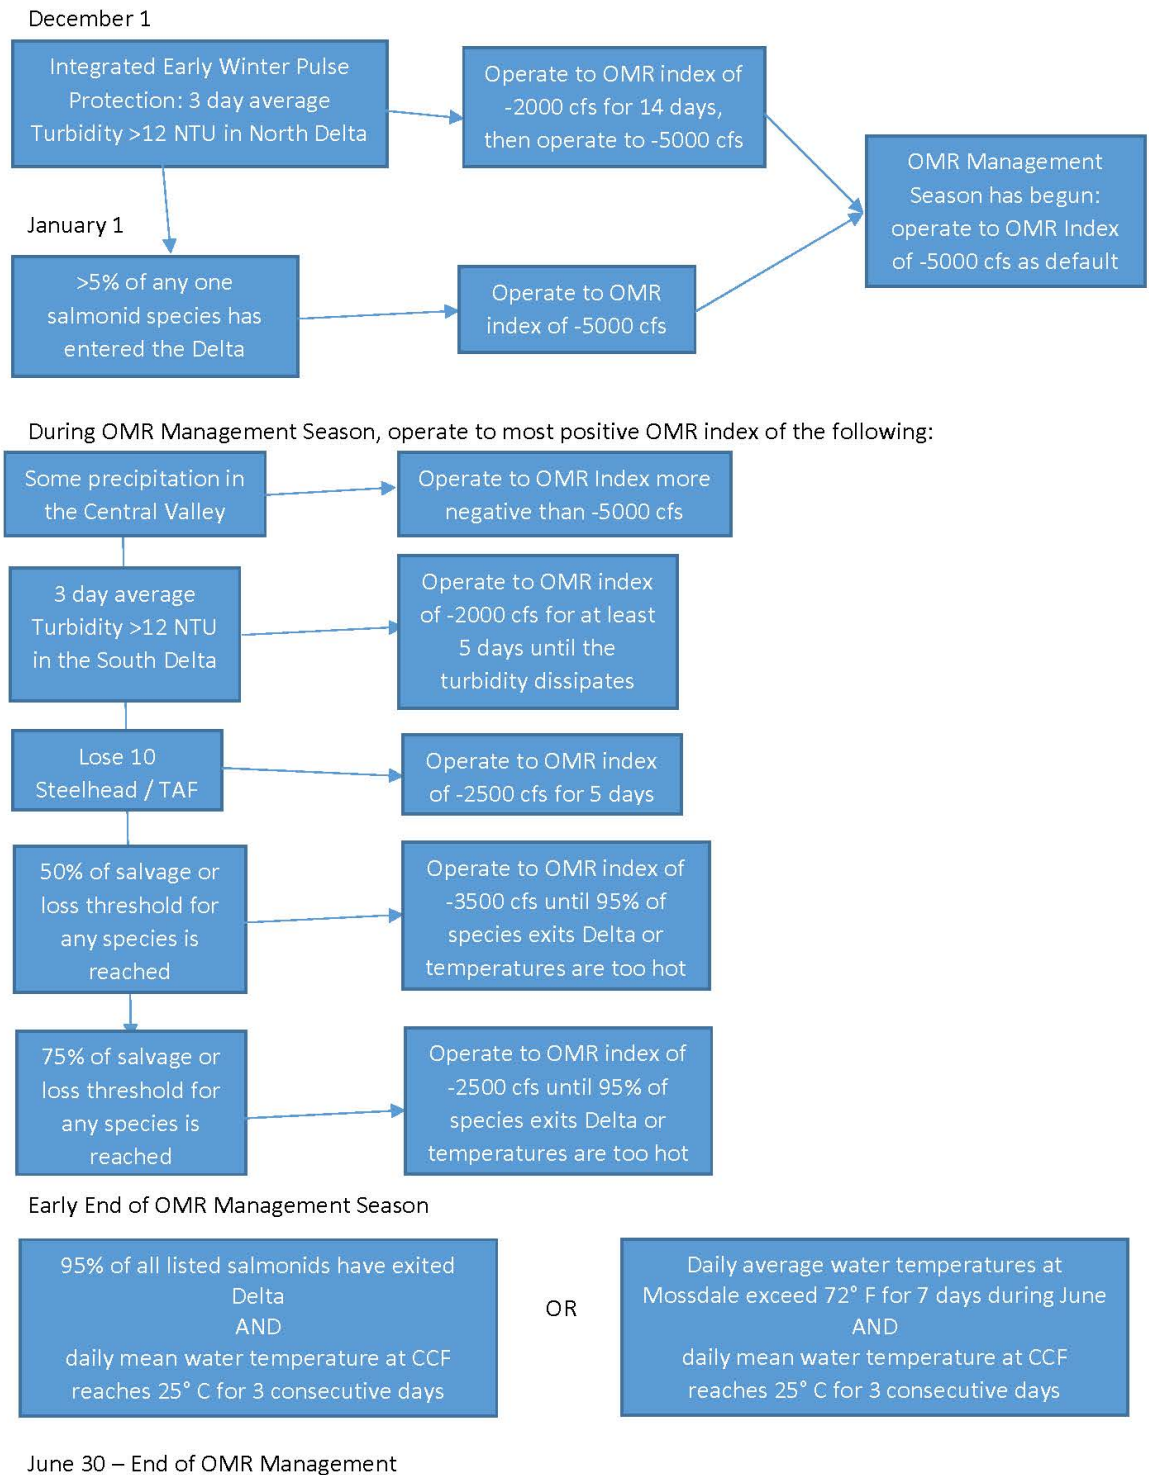 December 1
Integrated Early Winter Pulse
Protection: 3 day average
Turbidity >12 NTU in North Delta
Operate to OMR index of
-2000 cfs for 14 days,
then operate to -5000 cfs
OMR Management
Season has begun:
operate to OMR Index
of -5000 cfs as default
January 1
>5% of any one
salmonid species has
entered the Delta
Operate to OMR
index of -5000 cfs
During OMR Management Season, operate to most positive OMR index of the following:
Some precipitation in
the Central Valley
Operate to OMR Index more
negative than -5000 cfs
3 day average
Turbidity >12 NTU
in the South Delta
Operate to OMR index
of -2000 cfs for at least
5 days until the
turbidity dissipates
Lose 10
Steelhead / TAF
Operate to OMR index
of -2500 cfs for 5 days
50% of salvage or
loss threshold for
any species is
reached
Operate to OMR index of
-3500 cfs until 95% of
species exits Delta or
temperatures are too hot
75% of salvage or
loss threshold for
any species is
reached
Operate to OMR index of
-2500 cfs until 95% of
species exits Delta or
temperatures are too hot
Early End of OMR Management Season
95% of all listed salmonids have exited
Delta
AND
daily mean water temperature at CCF
reaches 25° C for 3 consecutive days
OR
Daily average water temperatures at
Mossdale exceed 72° F for 7 days during June
AND
daily mean water temperature at CCF
reaches 25° C for 3 consecutive days
June 30 – End of OMR Management